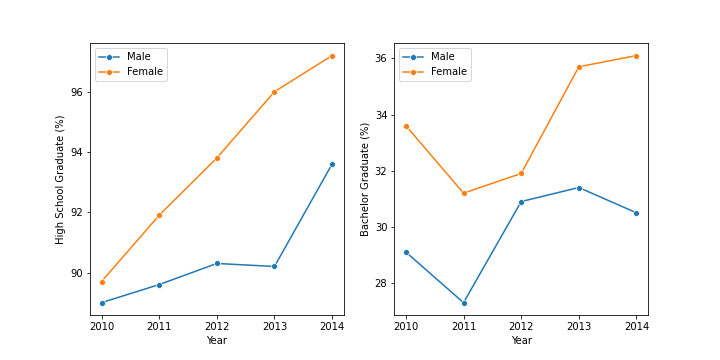 Male
Female
96
94
92
90
High School Graduate (%)
2010 2011 2012 2013 2014
Year
Male
Female
36
34
32
30
28
Bachelor Graduate (%)
2010 2011 2012 2013 2014
Year